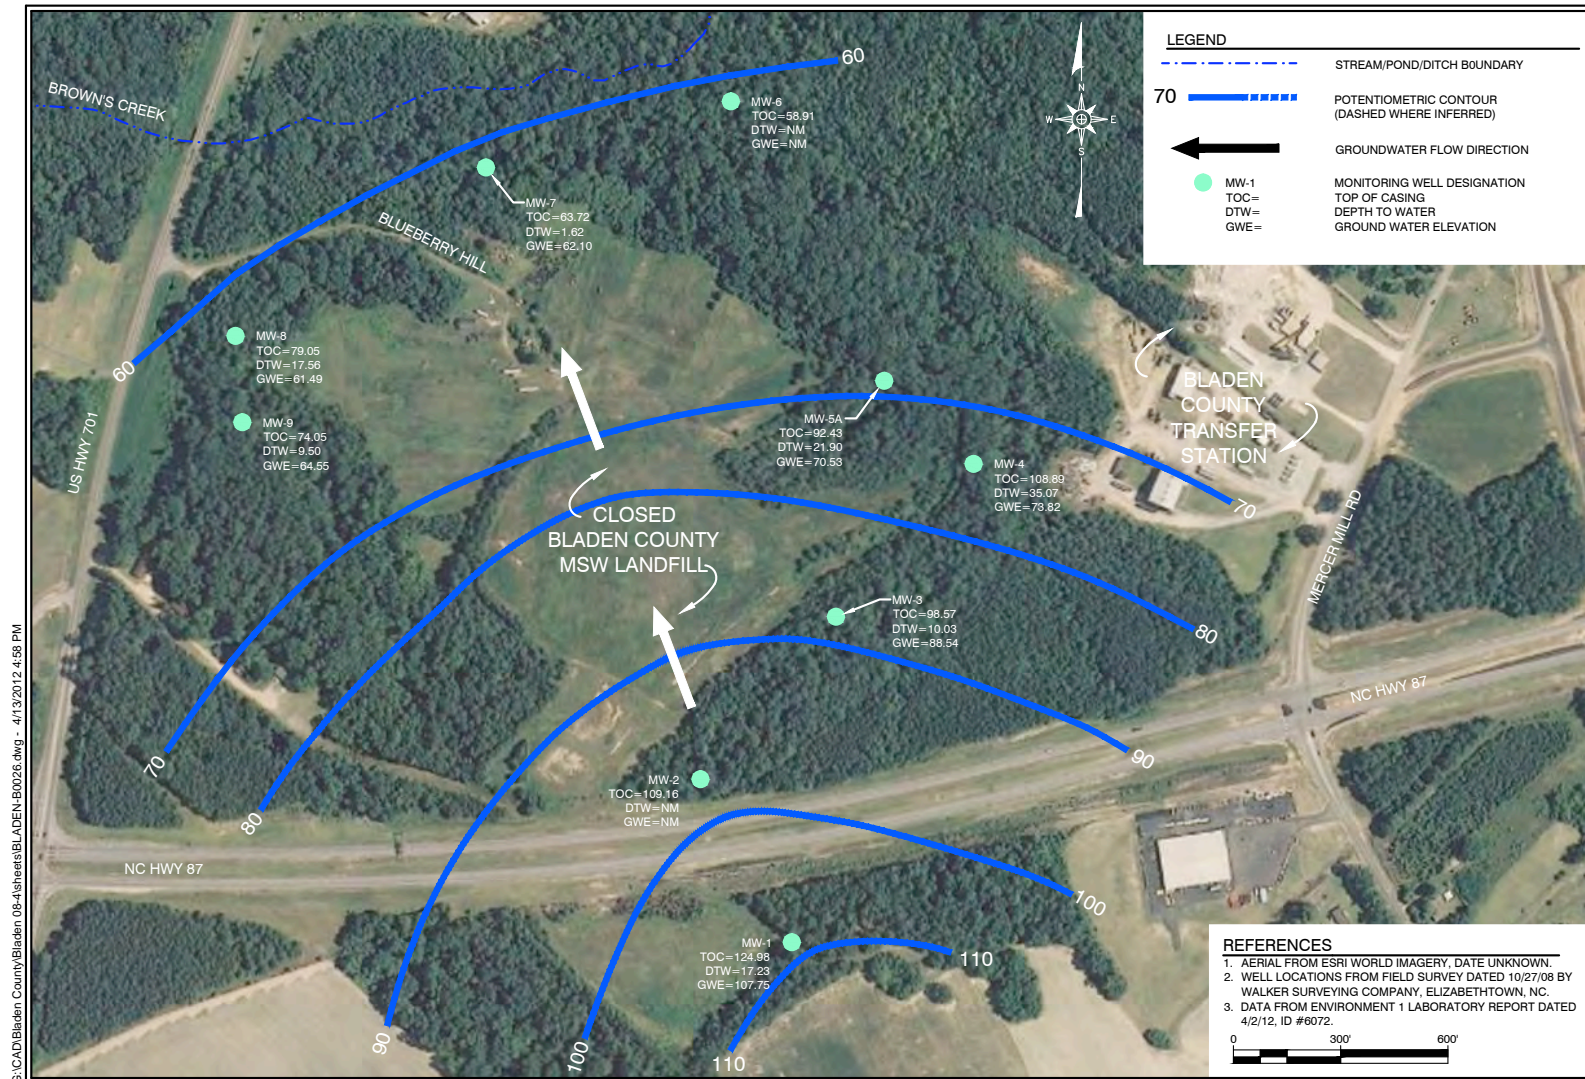 LEGEND
STREAM/POND/DITCH BOUNDARY
70
POTENTIOMETRIC CONTOUR
(DASHED WHERE INFERRED)
GROUNDWATER FLOW DIRECTION
MW-1 MONITORING WELL DESIGNATION
TOC= TOP OF CASING
DTW= DEPTH TO WATER
GWE= GROUND WATER ELEVATION
N
W E
S
60
BROWN'S CREEK
MW-6
TOC=58.91
DTW=NM
GWE=NM
MW-7
TOC=63.72
DTW=1.62
GWE=62.10
BLUEBERRY HILL
MW-8
TOC=79.05
DTW=17.56
GWE=61.49
60
MW-9
TOC=74.05
DTW=9.50
GWE=64.55
US HWY 701
MW-5A
TOC=92.43
DTW=21.90
GWE=70.53
BLADEN
COUNTY
TRANSFER
STATION
MW-4
TOC=108.89
DTW=35.07
GWE=73.82
70
CLOSED
BLADEN COUNTY
MSW LANDFILL
MERCER MILL RD
MW-3
TOC=98.57
DTW=10.03
GWE=88.54
80
NC HWY 87
90
70
80
MW-2
TOC=109.16
DTW=NM
GWE=NM
NC HWY 87
100
MW-1
TOC=124.98
DTW=17.23
GWE=107.75
110
90
100
110
REFERENCES
1. AERIAL FROM ESRI WORLD IMAGERY, DATE UNKNOWN.
2. WELL LOCATIONS FROM FIELD SURVEY DATED 10/27/08 BY
WALKER SURVEYING COMPANY, ELIZABETHTOWN, NC.
3. DATA FROM ENVIRONMENT 1 LABORATORY REPORT DATED
4/2/12, ID #6072.
0 300' 600'
G:\CAD\Bladen County\Bladen 08-4\sheets\BLADEN-B0026.dwg - 4/13/2012 4:58 PM